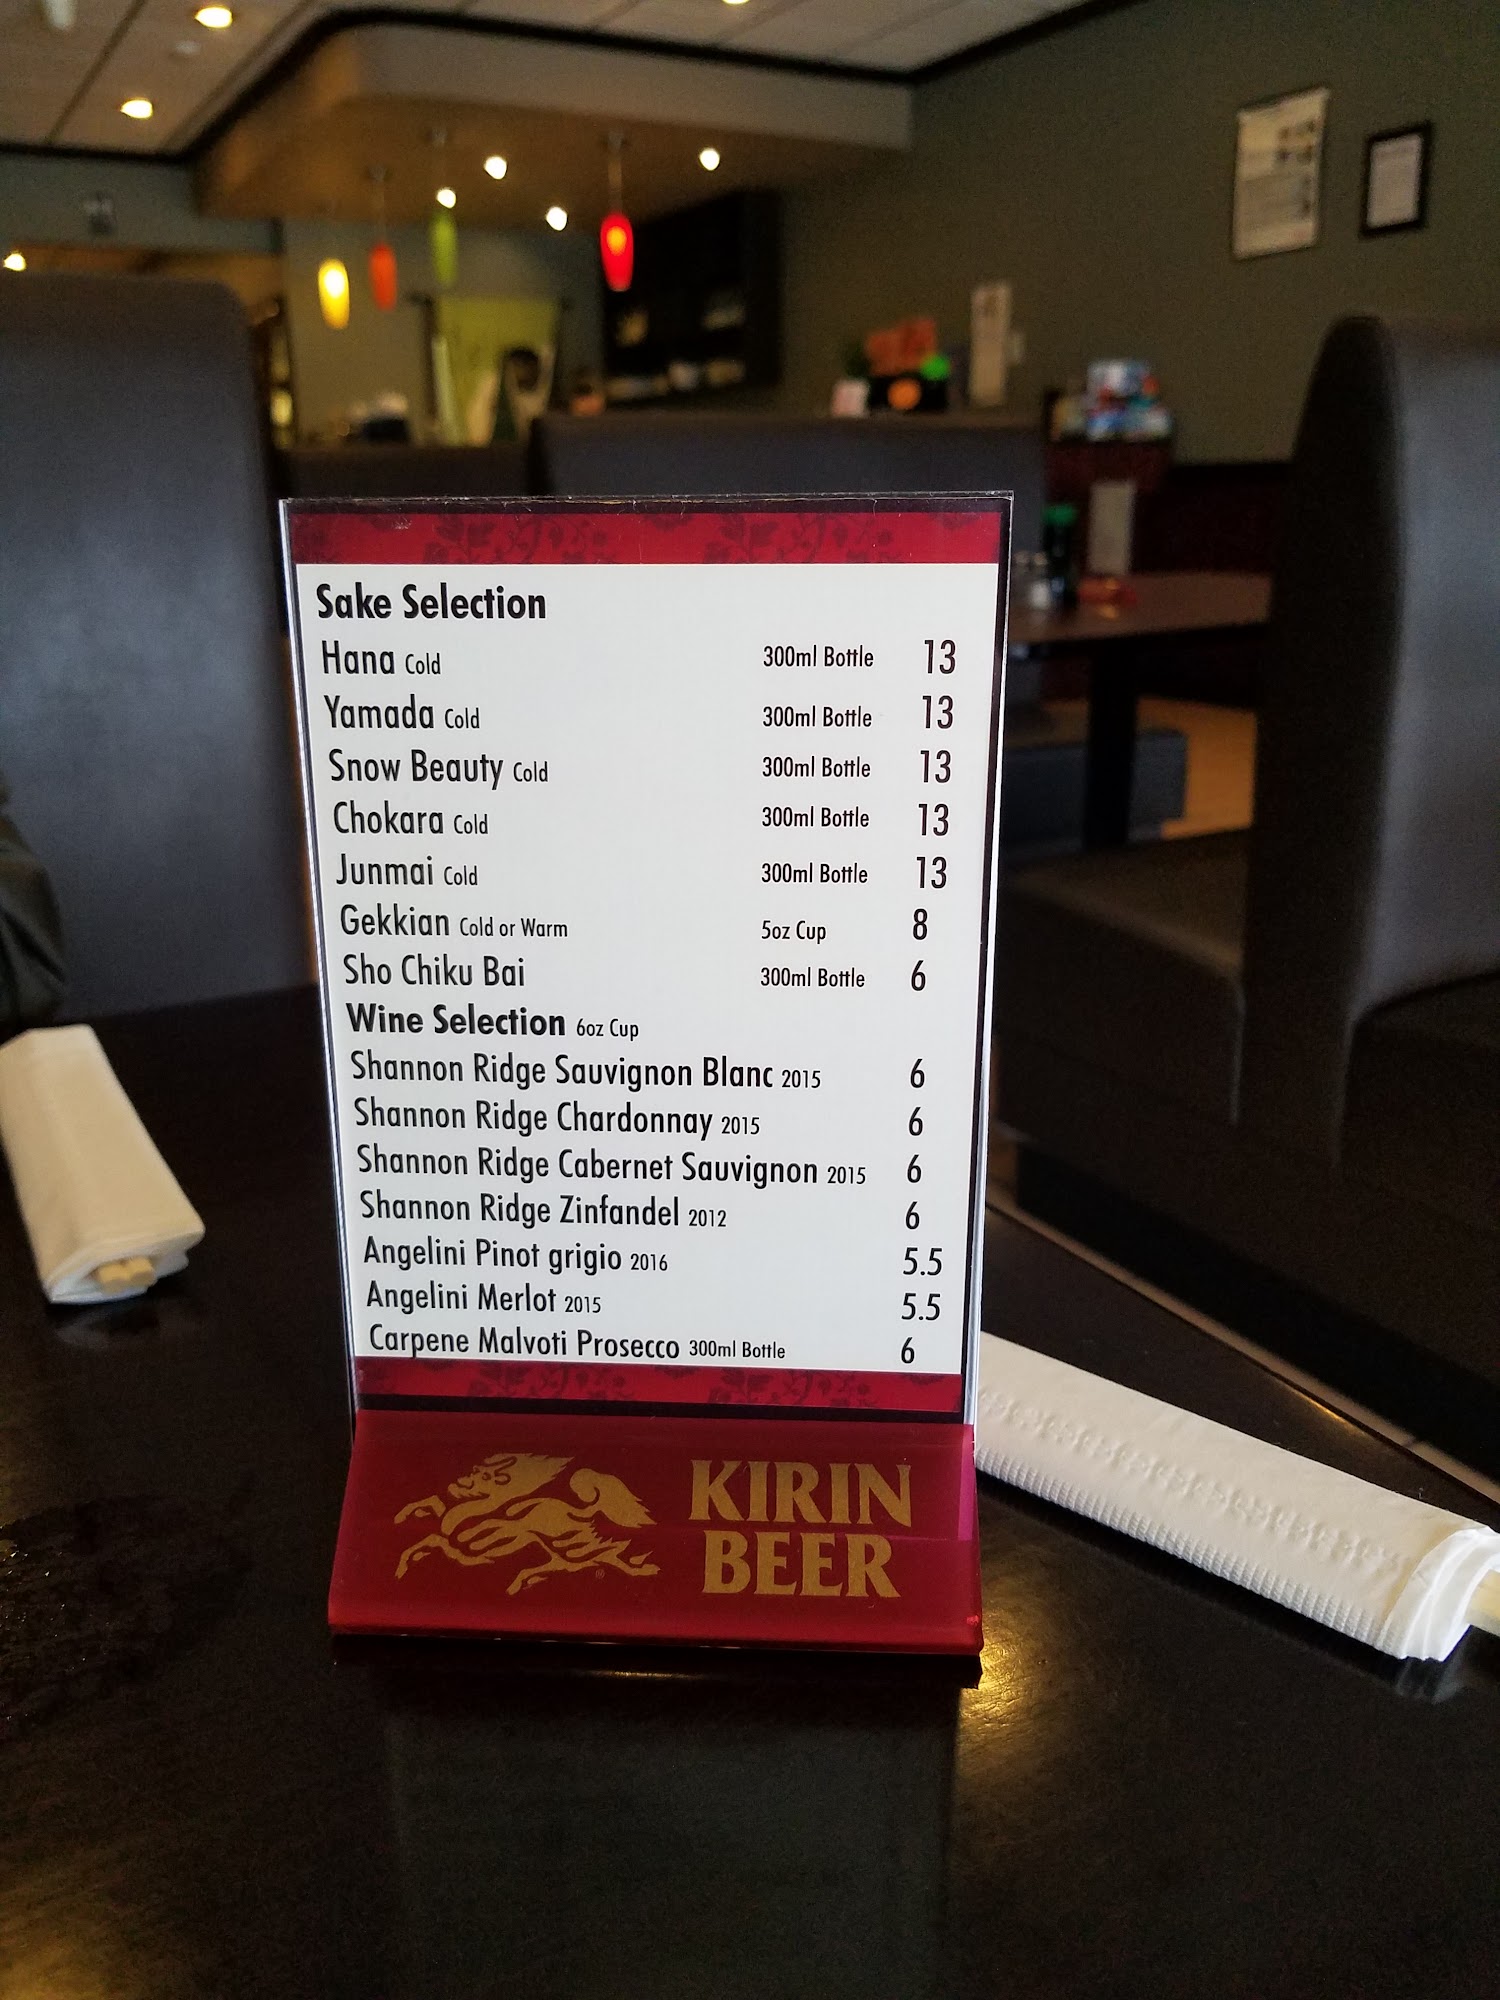 Sake Selection
Hana Cold 300ml Bottle 13
Yamada Cold 300ml Bottle 13
Snow Beauty Cold 300ml Bottle 13
Chokara Cold 300ml Bottle 13
Junmai Cold 300ml Bottle 13
Gekkian Cold or Warm 5oz Cup 8
Sho Chiku Bai 300ml Bottle 6
Wine Selection 6oz Cup
Shannon Ridge Sauvignon Blanc 2015 6
Shannon Ridge Chardonnay 2015 6
Shannon Ridge Cabernet Sauvignon 2015 6
Shannon Ridge Zinfandel 2012 6
Angelini Pinot grigio 2016 5.5
Angelini Merlot 2015 5.5
Carpene Malvoti Prosecco 300ml Bottle 6
KIRIN
BEER